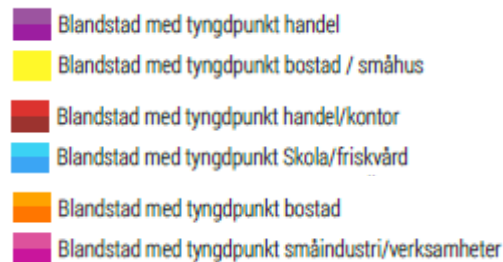 Blandstad med tyngdpunkt handel
Blandstad med tyngdpunkt bostad / småhus
Blandstad med tyngdpunkt handel/kontor
Blandstad med tyngdpunkt Skola/friskvård
Blandstad med tyngdpunkt bostad
Blandstad med tyngdpunkt småindustri/verksamheter